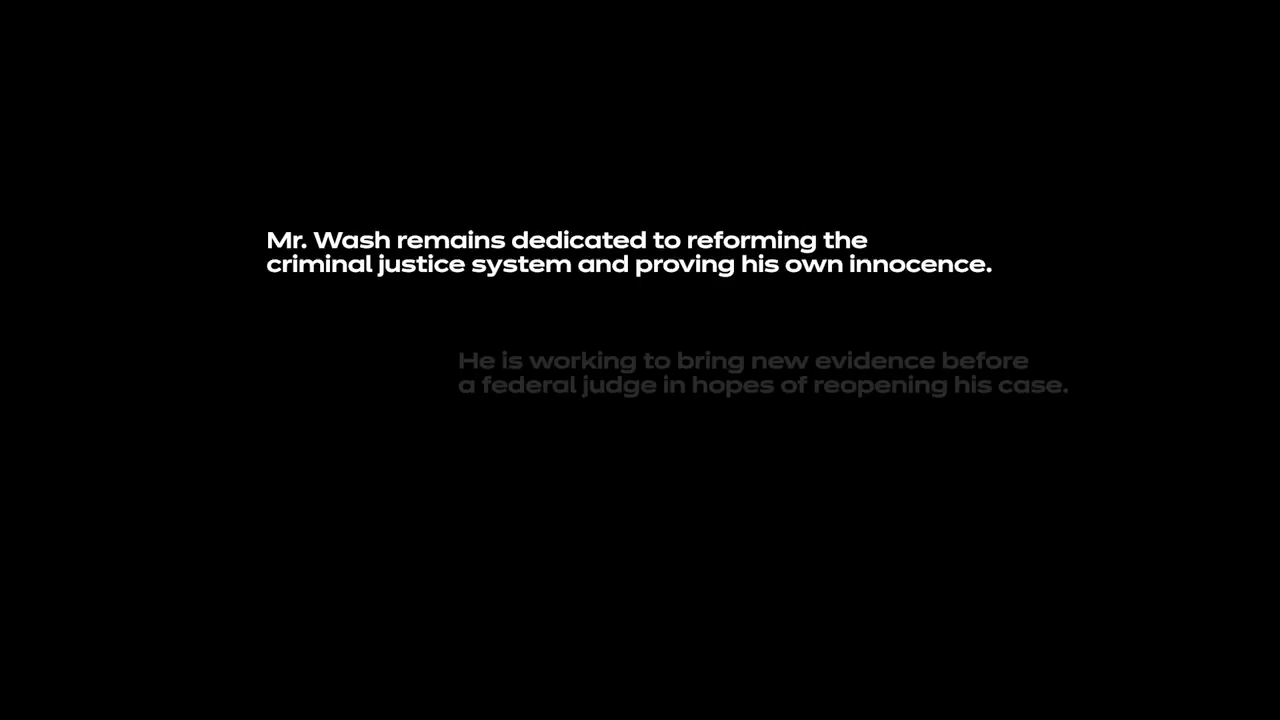 Mr. Wash remains dedicated to reforming the
criminal justice system and proving his own innocence.
He is working to bring new evidence before
a federal judge in hopes of reopening his case.